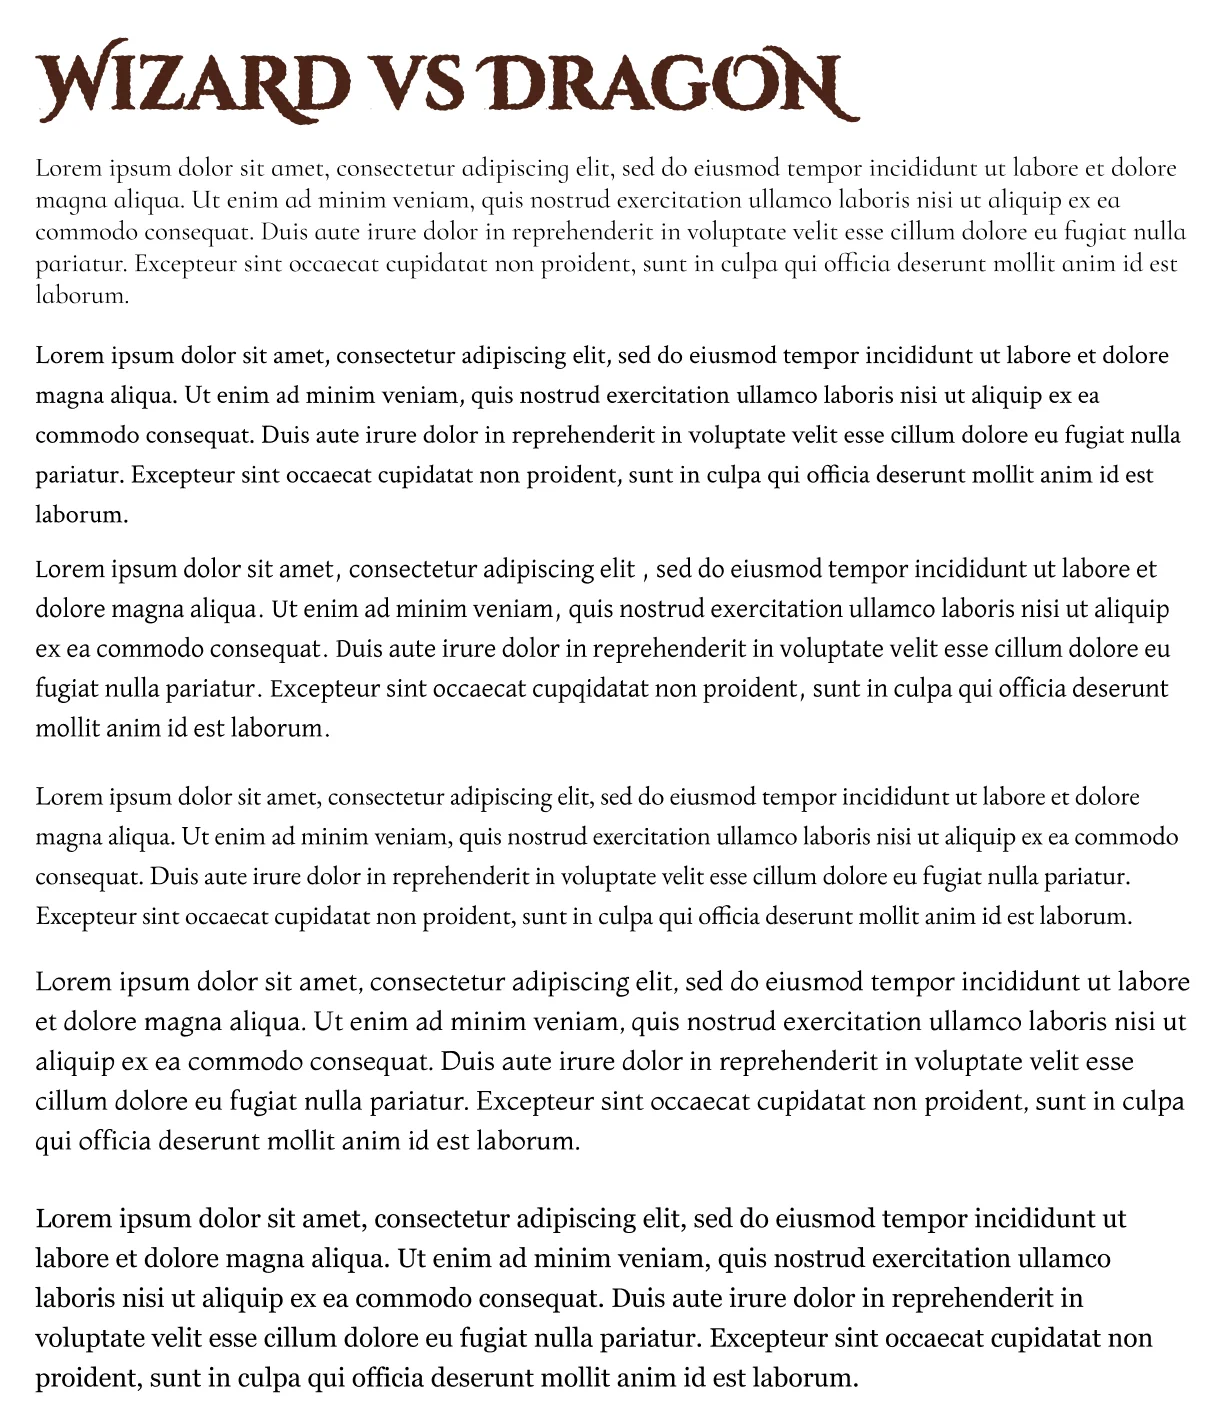 WIZARD VS DRAGON
Lorem ipsum dolor sit amet, consectetur adipiscing elit, sed do eiusmod tempor incididunt ut labore et dolore
magna aliqua. Ut enim ad minim veniam, quis nostrud exercitation ullamco laboris nisi ut aliquip ex ea
commodo consequat. Duis aute irure dolor in reprehenderit in voluptate velit esse cillum dolore eu fugiat nulla
pariatur. Excepteur sint occaecat cupidatat non proident, sunt in culpa qui officia deserunt mollit anim id est
laborum.
Lorem ipsum dolor sit amet, consectetur adipiscing elit, sed do eiusmod tempor incididunt ut labore et dolore
magna aliqua. Ut enim ad minim veniam, quis nostrud exercitation ullamco laboris nisi ut aliquip ex ea
commodo consequat. Duis aute irure dolor in reprehenderit in voluptate velit esse cillum dolore eu fugiat nulla
pariatur. Excepteur sint occaecat cupidatat non proident, sunt in culpa qui officia deserunt mollit anim id est
laborum.
Lorem ipsum dolor sit amet, consectetur adipiscing elit , sed do eiusmod tempor incididunt ut labore et
dolore magna aliqua. Ut enim ad minim veniam, quis nostrud exercitation ullamco laboris nisi ut aliquip
ex ea commodo consequat. Duis aute irure dolor in reprehenderit in voluptate velit esse cillum dolore eu
fugiat nulla pariatur. Excepteur sint occaecat cupqidatat non proident, sunt in culpa qui officia deserunt
mollit anim id est laborum.
Lorem ipsum dolor sit amet, consectetur adipiscing elit, sed do eiusmod tempor incididunt ut labore et dolore
magna aliqua. Ut enim ad minim veniam, quis nostrud exercitation ullamco laboris nisi ut aliquip ex ea commodo
consequat. Duis aute irure dolor in reprehenderit in voluptate velit esse cillum dolore eu fugiat nulla pariatur.
Excepteur sint occaecat cupidatat non proident, sunt in culpa qui officia deserunt mollit anim id est laborum.
Lorem ipsum dolor sit amet, consectetur adipiscing elit, sed do eiusmod tempor incididunt ut labore
et dolore magna aliqua. Ut enim ad minim veniam, quis nostrud exercitation ullamco laboris nisi ut
aliquip ex ea commodo consequat. Duis aute irure dolor in reprehenderit in voluptate velit esse
cillum dolore eu fugiat nulla pariatur. Excepteur sint occaecat cupidatat non proident, sunt in culpa
qui officia deserunt mollit anim id est laborum.
Lorem ipsum dolor sit amet, consectetur adipiscing elit, sed do eiusmod tempor incididunt ut
labore et dolore magna aliqua. Ut enim ad minim veniam, quis nostrud exercitation ullamco
laboris nisi ut aliquip ex ea commodo consequat. Duis aute irure dolor in reprehenderit in
voluptate velit esse cillum dolore eu fugiat nulla pariatur. Excepteur sint occaecat cupidatat non
proident, sunt in culpa qui officia deserunt mollit anim id est laborum.